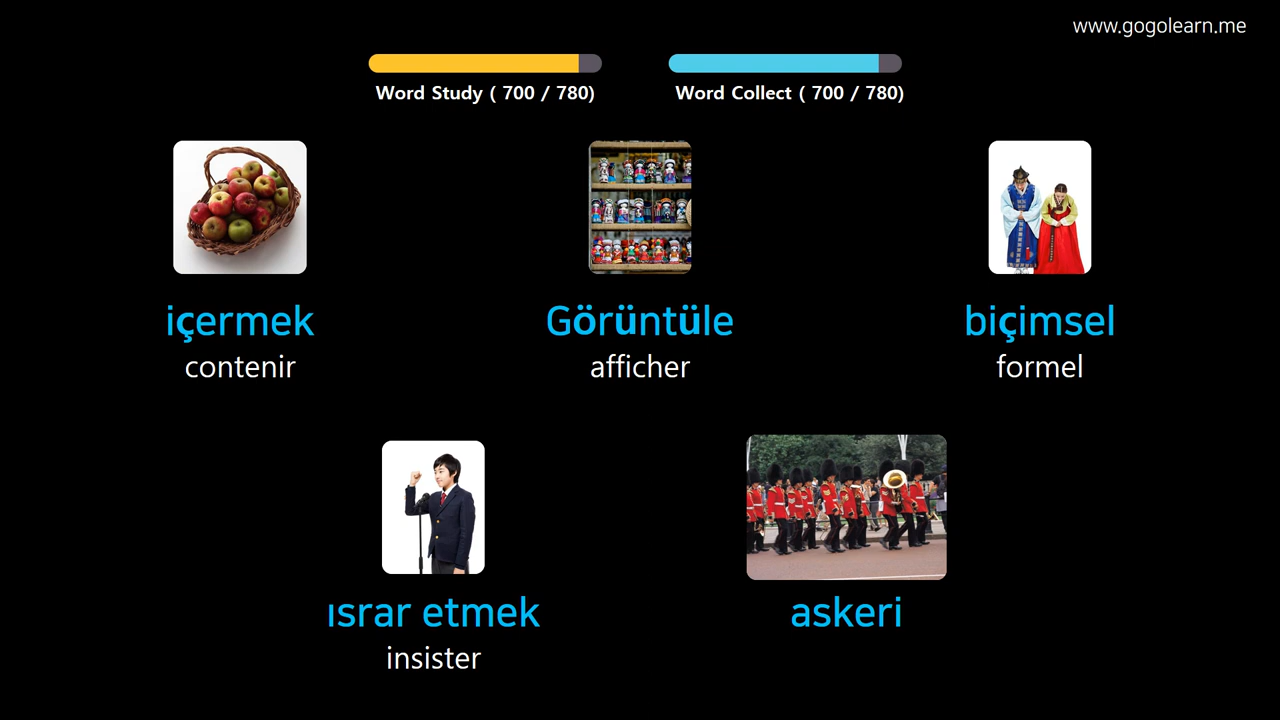 www.gogolearn.me
Word Study ( 700 / 780)
Word Collect ( 700 / 780)
içermek
contenir
Görüntüle
afficher
biçimsel
formel
ısrar etmek
insister
askeri